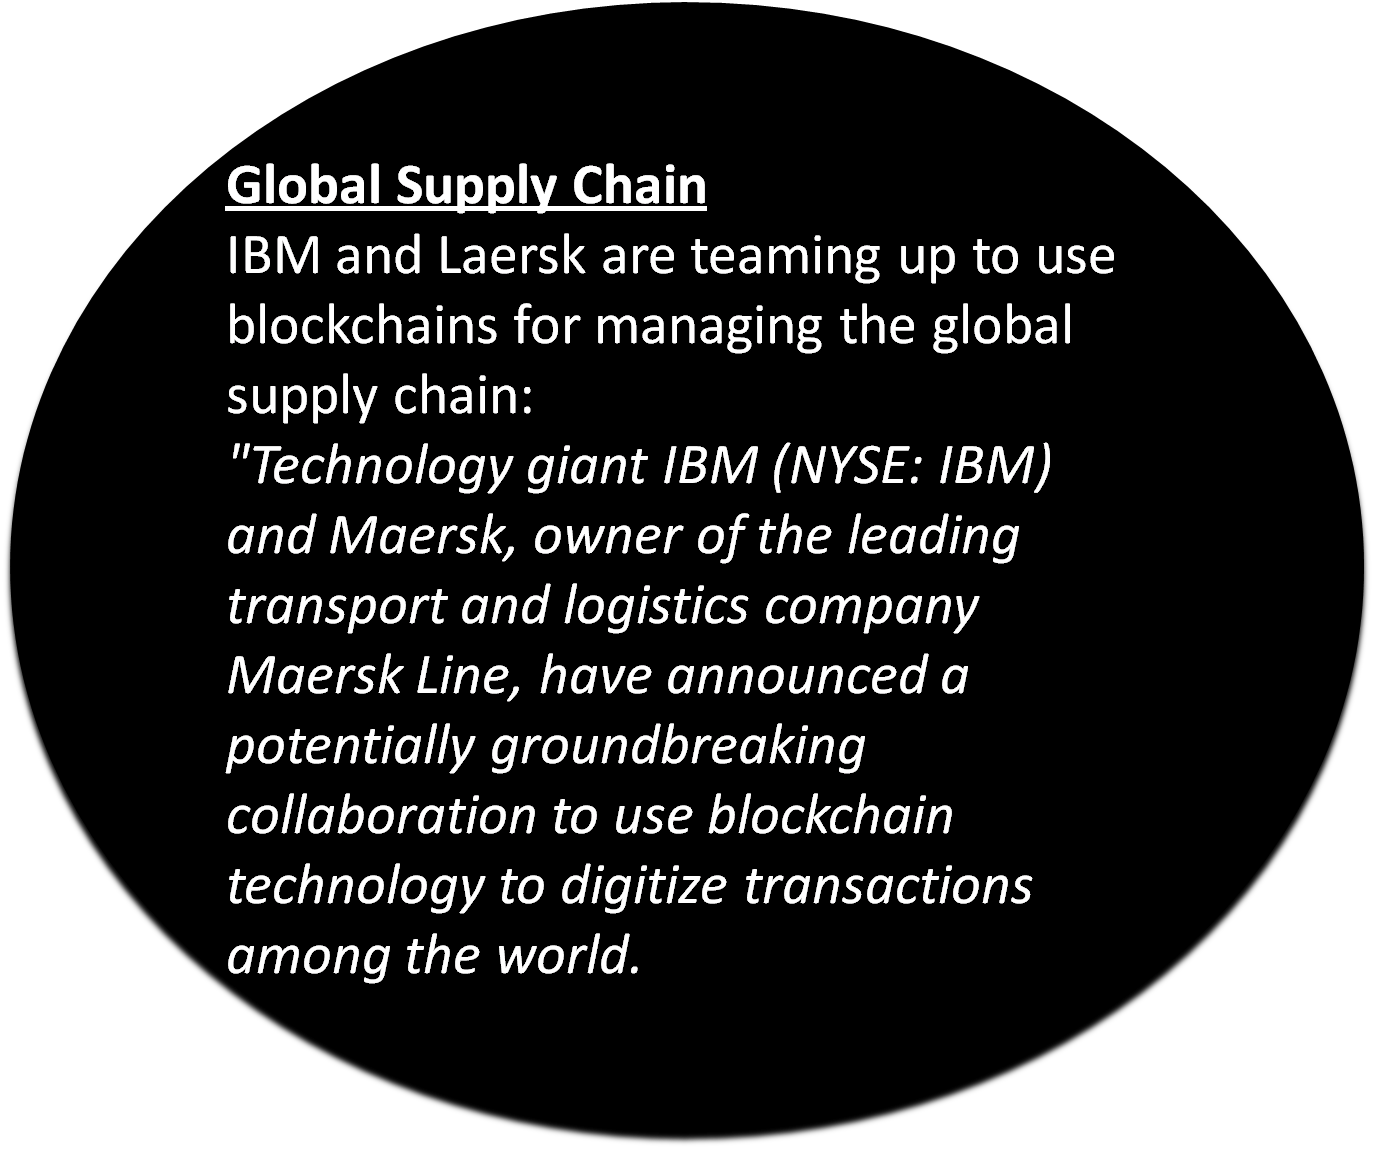 Global Supply Chain
IBM and Laersk are teaming up to use
blockchains for managing the global
supply chain:
"Technology giant IBM (NYSE: IBM)
and Maersk, owner of the leading
transport and logistics company
Maersk Line, have announced a
potentially groundbreaking
collaboration to use blockchain
technology to digitize transactions
among the world.